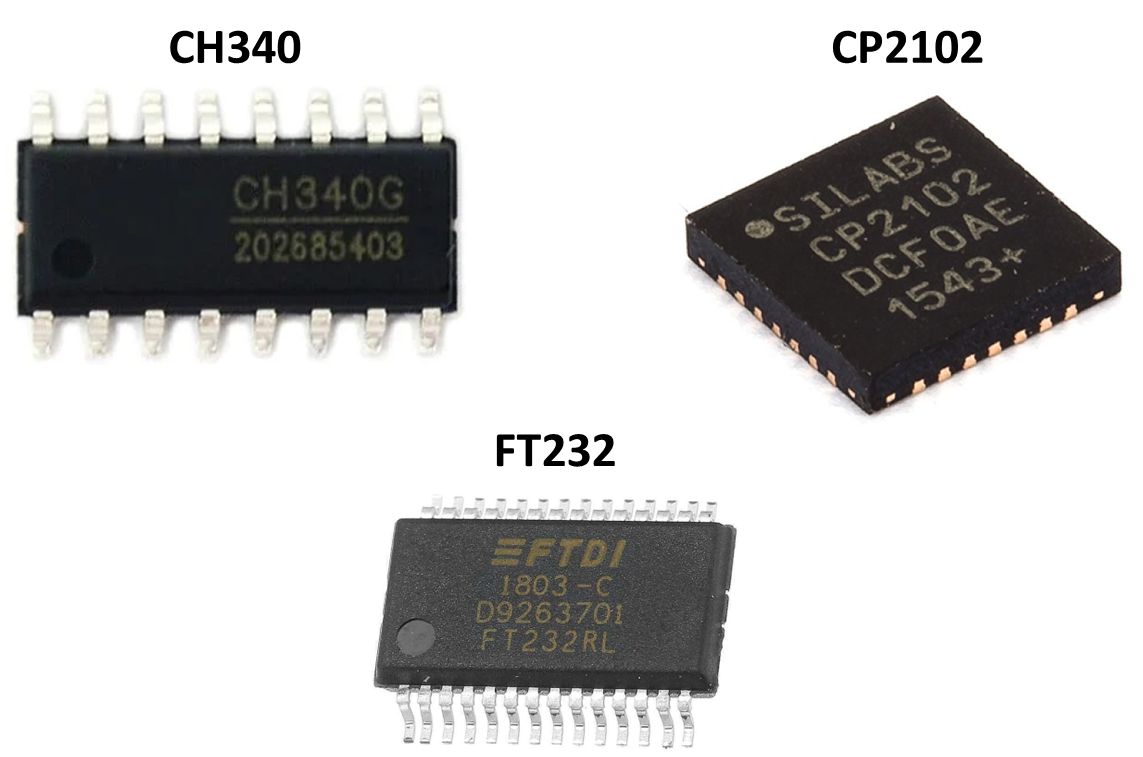 CH340
CP2102
CH340G
202685403
SILABS
CP2102
DCF0AE
1543+
FT232
FTDI
1803-C
D9263701
FT232RL